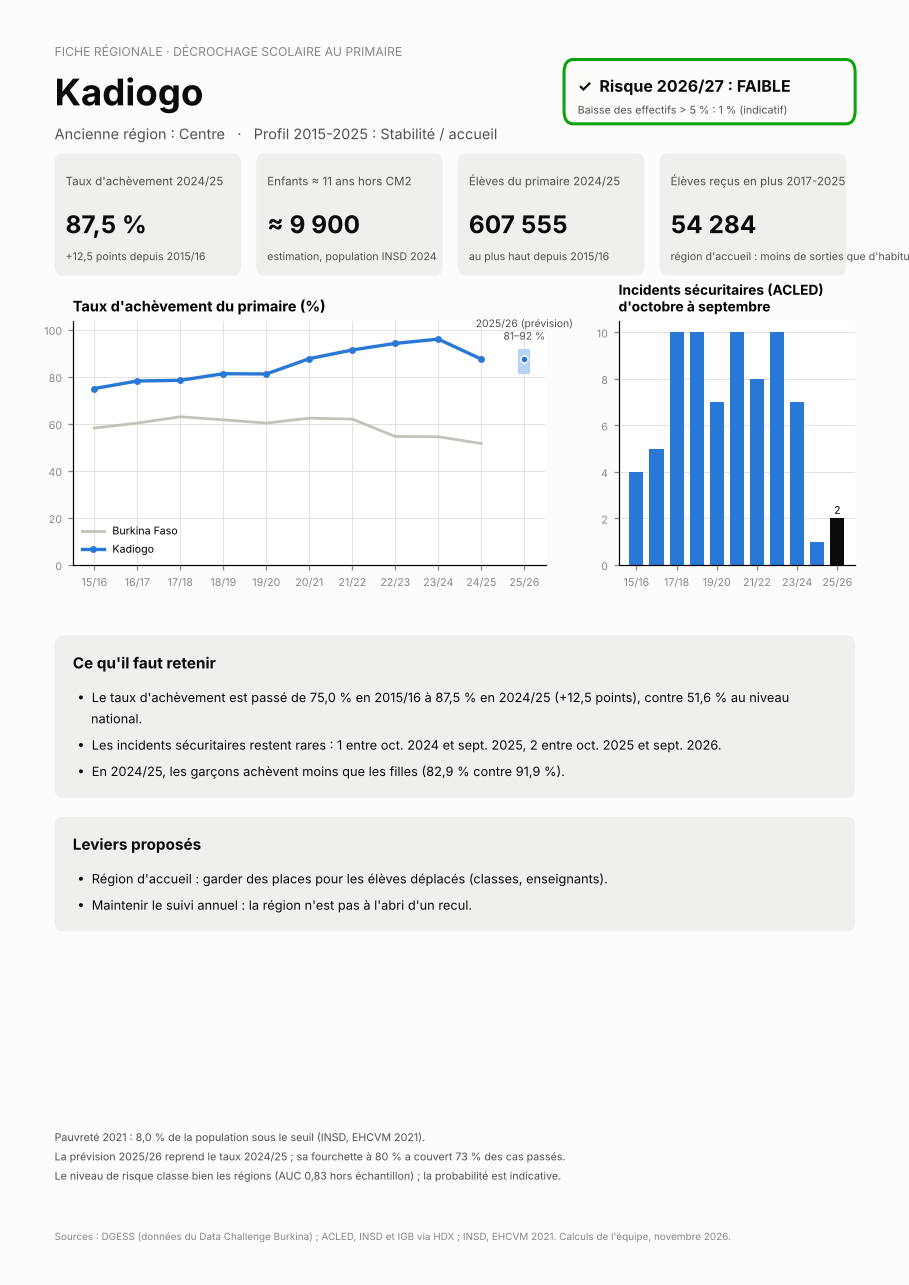 FICHE RÉGIONALE · DÉCROCHAGE SCOLAIRE AU PRIMAIRE
Kadiogo
Ancienne région : Centre · Profil 2015-2025 : Stabilité / accueil
✓ Risque 2026/27 : FAIBLE
Baisse des effectifs > 5 % : 1 % (indicatif)
Taux d'achèvement 2024/25
87,5 %
+12,5 points depuis 2015/16
Enfants ≈ 11 ans hors CM2
≈ 9 900
estimation, population INSD 2024
Élèves du primaire 2024/25
607 555
au plus haut depuis 2015/16
Élèves reçus en plus 2017-2025
54 284
région d'accueil : moins de sorties que d'habitu
Taux d'achèvement du primaire (%)
2025/26 (prévision)
81–92 %
100
80
60
40
20
0
Burkina Faso
Kadiogo
15/16 16/17 17/18 18/19 19/20 20/21 21/22 22/23 23/24 24/25 25/26
Incidents sécuritaires (ACLED)
d'octobre à septembre
10
8
6
4
2
0
2
15/16 17/18 19/20 21/22 23/24 25/26
Ce qu'il faut retenir
• Le taux d'achèvement est passé de 75,0 % en 2015/16 à 87,5 % en 2024/25 (+12,5 points), contre 51,6 % au niveau
national.
• Les incidents sécuritaires restent rares : 1 entre oct. 2024 et sept. 2025, 2 entre oct. 2025 et sept. 2026.
• En 2024/25, les garçons achèvent moins que les filles (82,9 % contre 91,9 %).
Leviers proposés
• Région d'accueil : garder des places pour les élèves déplacés (classes, enseignants).
• Maintenir le suivi annuel : la région n'est pas à l'abri d'un recul.
Pauvreté 2021 : 8,0 % de la population sous le seuil (INSD, EHCVM 2021).
La prévision 2025/26 reprend le taux 2024/25 ; sa fourchette à 80 % a couvert 73 % des cas passés.
Le niveau de risque classe bien les régions (AUC 0,83 hors échantillon) ; la probabilité est indicative.
Sources : DGESS (données du Data Challenge Burkina) ; ACLED, INSD et IGB via HDX ; INSD, EHCVM 2021. Calculs de l'équipe, novembre 2026.